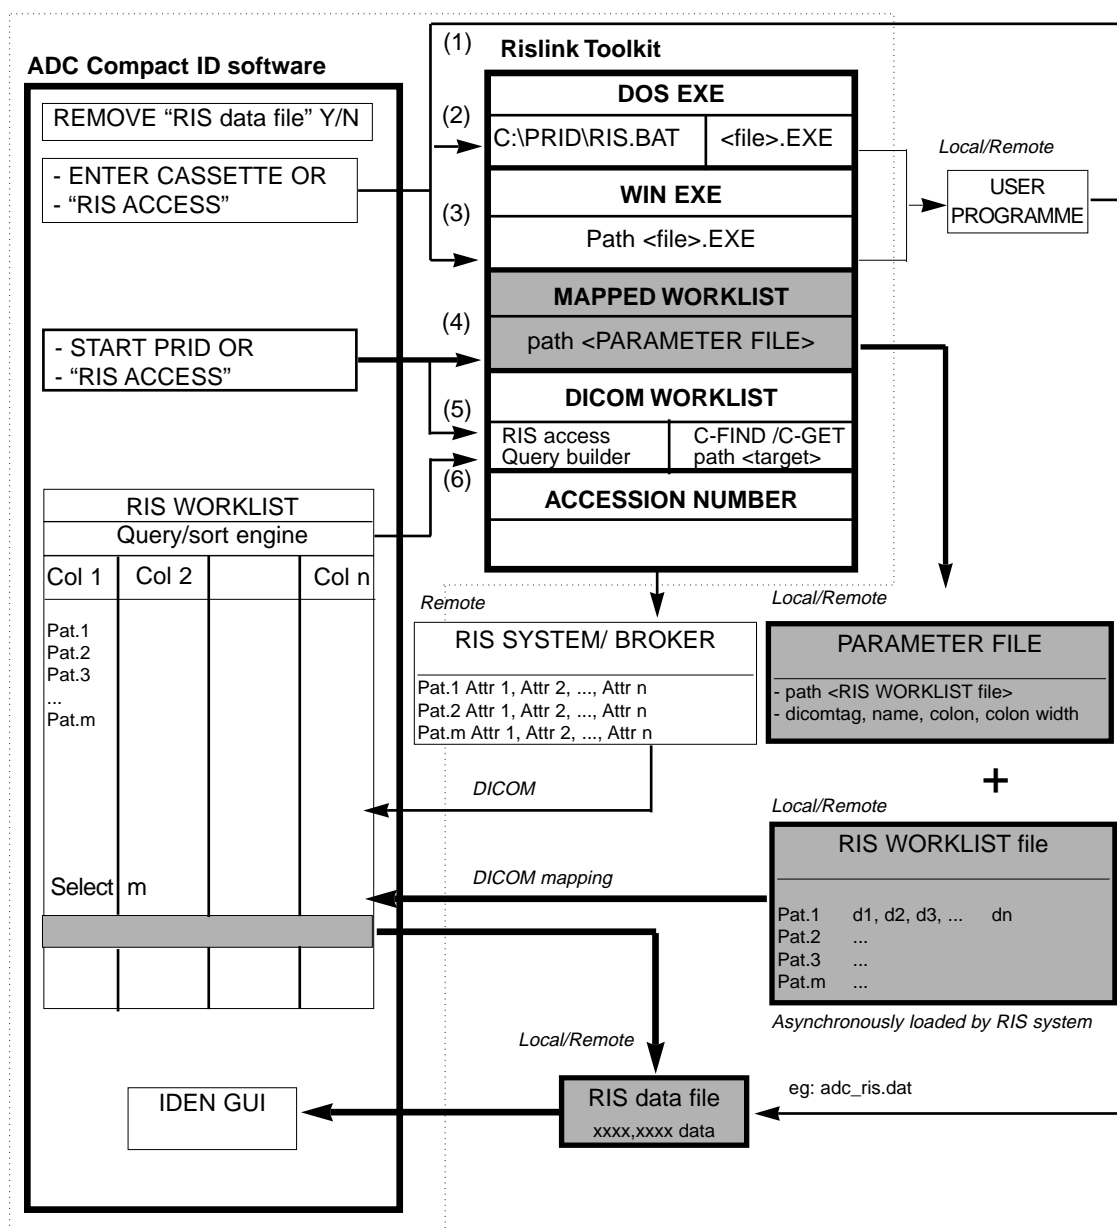 (1)
Rislink Toolkit
ADC Compact ID software
DOS EXE
REMOVE “RIS data file” Y/N
(2)
C:\PRID\RIS.BAT
<file>.EXE
- ENTER CASSETTE OR
- “RIS ACCESS”
Local/Remote
USER
PROGRAMME
WIN EXE
(3)
Path <file>.EXE
MAPPED WORKLIST
(4)
path <PARAMETER FILE>
- START PRID OR
- “RIS ACCESS”
DICOM WORKLIST
(5)
RIS access
Query builder
C-FIND /C-GET
path <target>
(6)
ACCESSION NUMBER
RIS WORKLIST
Query/sort engine
Col 1
Col 2
Col n
Pat.1
Pat.2
Pat.3
...
Pat.m
Remote
RIS SYSTEM/ BROKER
Pat.1 Attr 1, Attr 2, ..., Attr n
Pat.2 Attr 1, Attr 2, ..., Attr n
Pat.m Attr 1, Attr 2, ..., Attr n
Local/Remote
PARAMETER FILE
- path <RIS WORKLIST file>
- dicomtag, name, colon, colon width
DICOM
+
Local/Remote
RIS WORKLIST file
Pat.1 d1, d2, d3, ... dn
Pat.2 ...
Pat.3 ...
Pat.m ...
Asynchronously loaded by RIS system
Select m
DICOM mapping
Local/Remote
RIS data file
xxxx,xxxx data
eg: adc_ris.dat
IDEN GUI